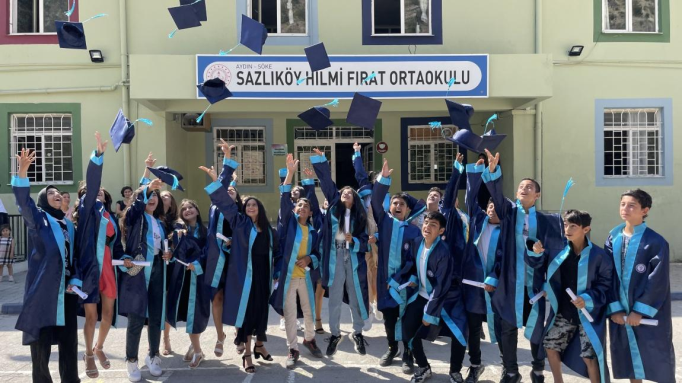 AYDIN - SÖKE
SAZLIKÖY HİLMİ FIRAT ORTAOKULU